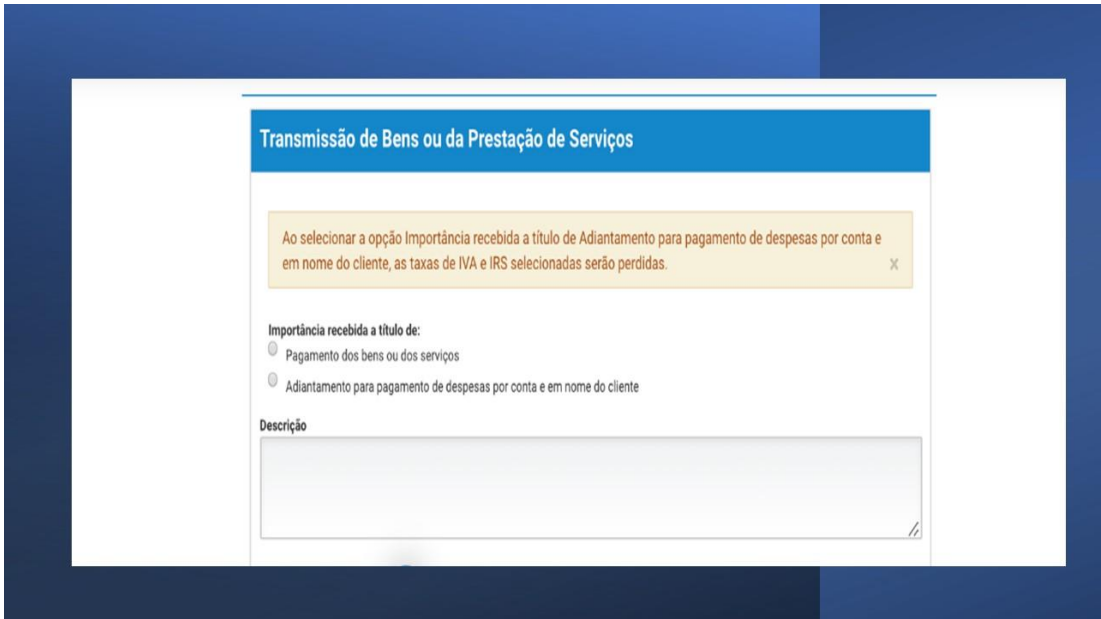 Transmissão de Bens ou da Prestação de Serviços
Ao selecionar a opção Importância recebida a título de Adiantamento para pagamento de despesas por conta e
em nome do cliente, as taxas de IVA e IRS selecionadas serão perdidas.
x
Importância recebida a título de:
Pagamento dos bens ou dos serviços
Adiantamento para pagamento de despesas por conta e em nome do cliente
Descrição